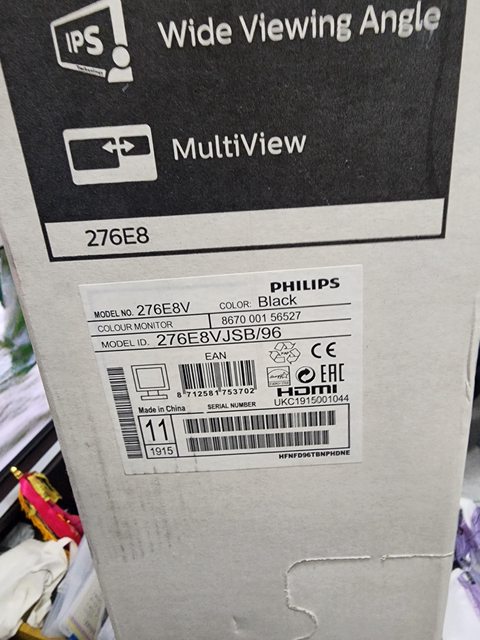 IPS
Technology
Wide Viewing Angle
MultiView
276E8
PHILIPS
MODEL NO. 276E8V COLOR: Black
COLOUR MONITOR 8670 001 56527
MODEL ID. 276E8VJSB/96
EAN
CE
8 712581 753702
EAC
HDMI
Made in China SERIAL NUMBER UKC1915001044
11
1915
HFNFD96TBNPHDNE